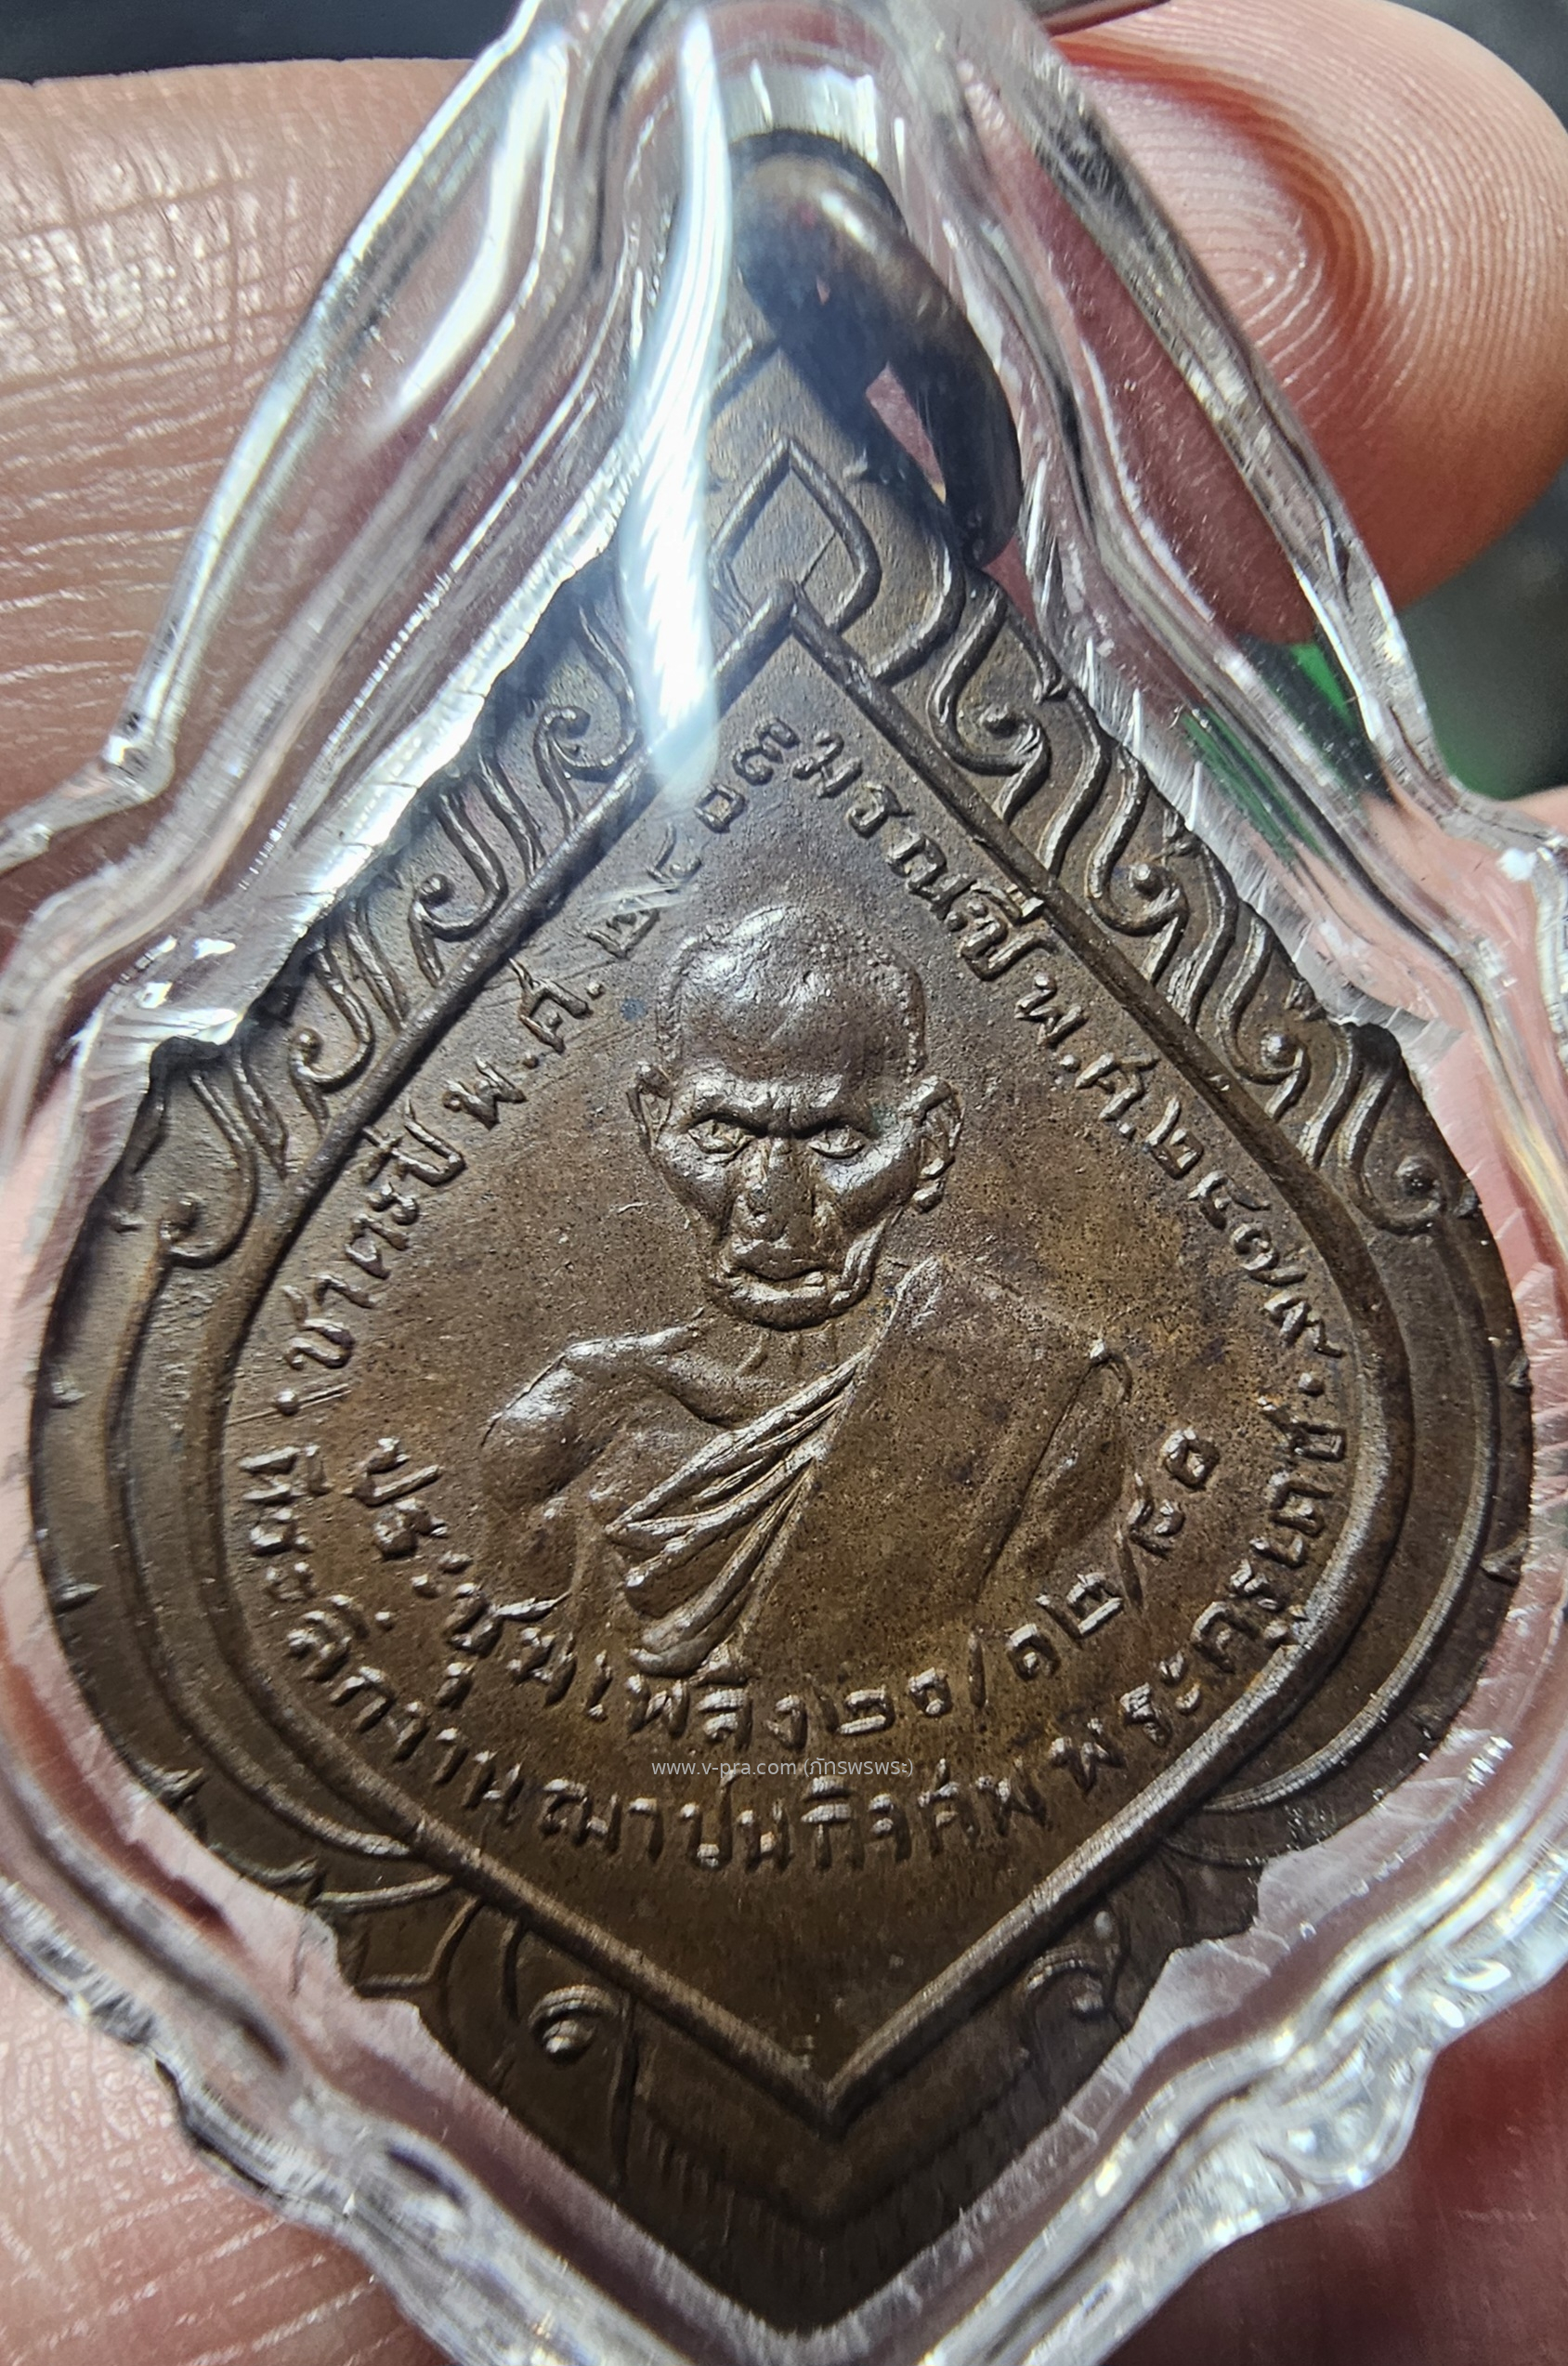 ชาตะปี พ.ศ. ๒๔๐๙ มรณะปี พ.ศ. ๒๔๗๙
ที่ระลึกงานฌาปนกิจศพพระครู
ประชุมเพลิง ๒๐/๑๒/๘๐
www.v-pra.com (ภัทรพรพระ)